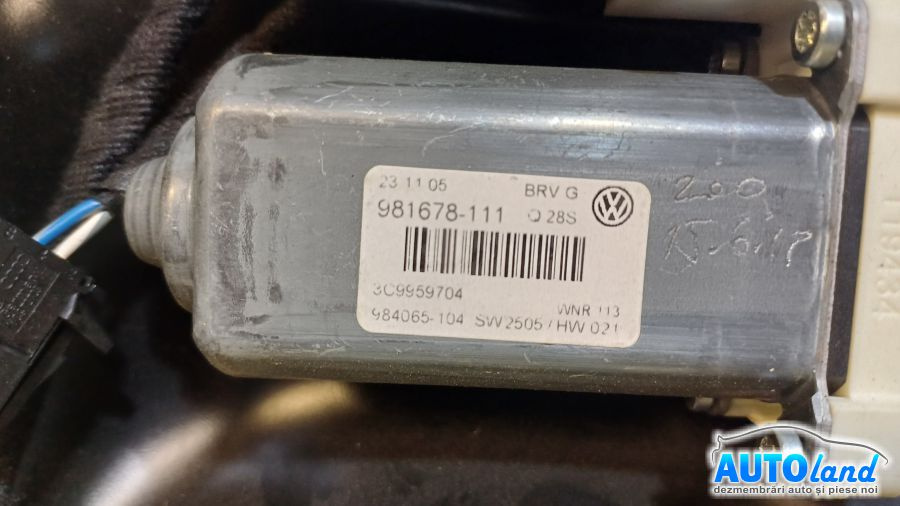 23 11 05 BRV G
981678-111 Q 28S
3C9959704
WNR 113
984065-104 SW2505/HW 021
200
AUTOland
dezmembrări auto și piese noi